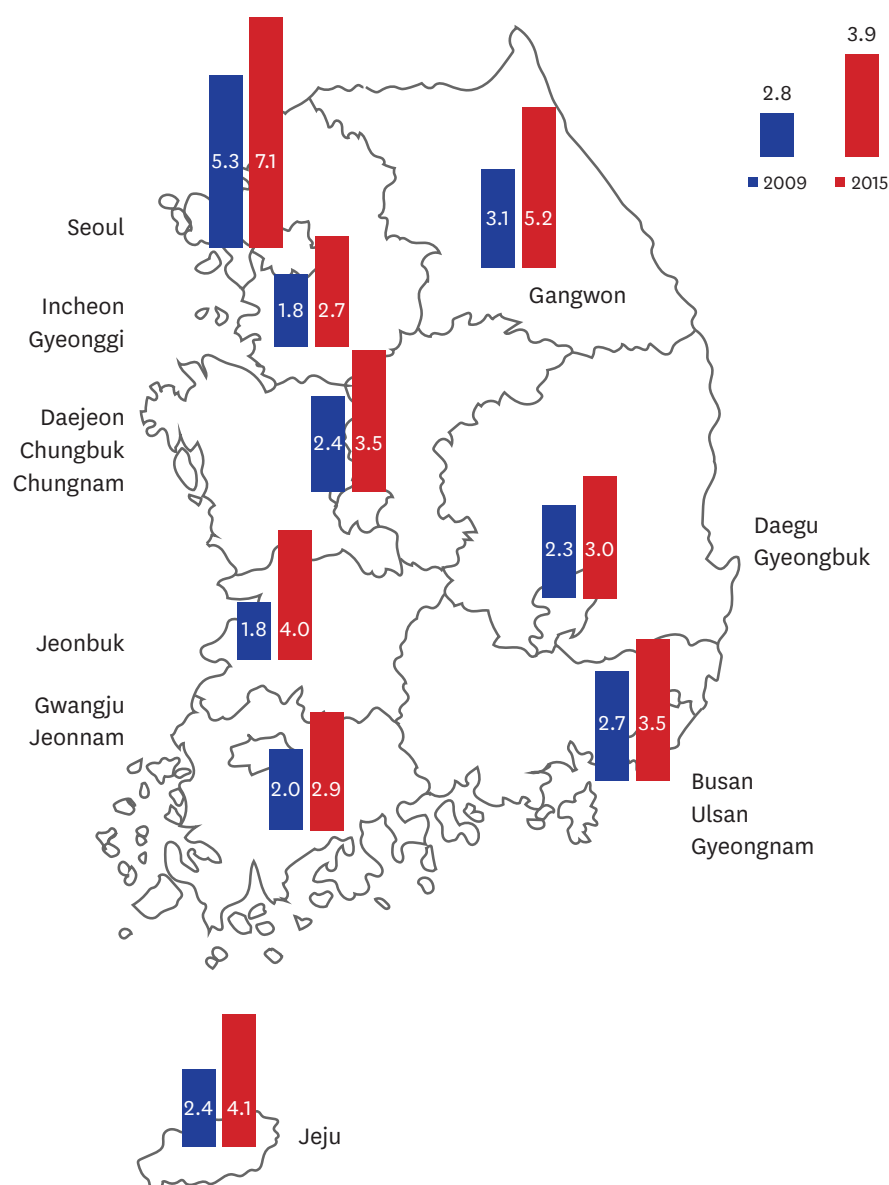 3.9
2.8
2009 2015
5.3 7.1
Seoul
3.1 5.2
Gangwon
Incheon
Gyeonggi
1.8 2.7
Daejeon
Chungbuk
Chungnam
2.4 3.5
Daegu
Gyeongbuk
2.3 3.0
Jeonbuk
1.8 4.0
Gwangju
Jeonnam
2.0 2.9
2.7 3.5
Busan
Ulsan
Gyeongnam
2.4 4.1
Jeju